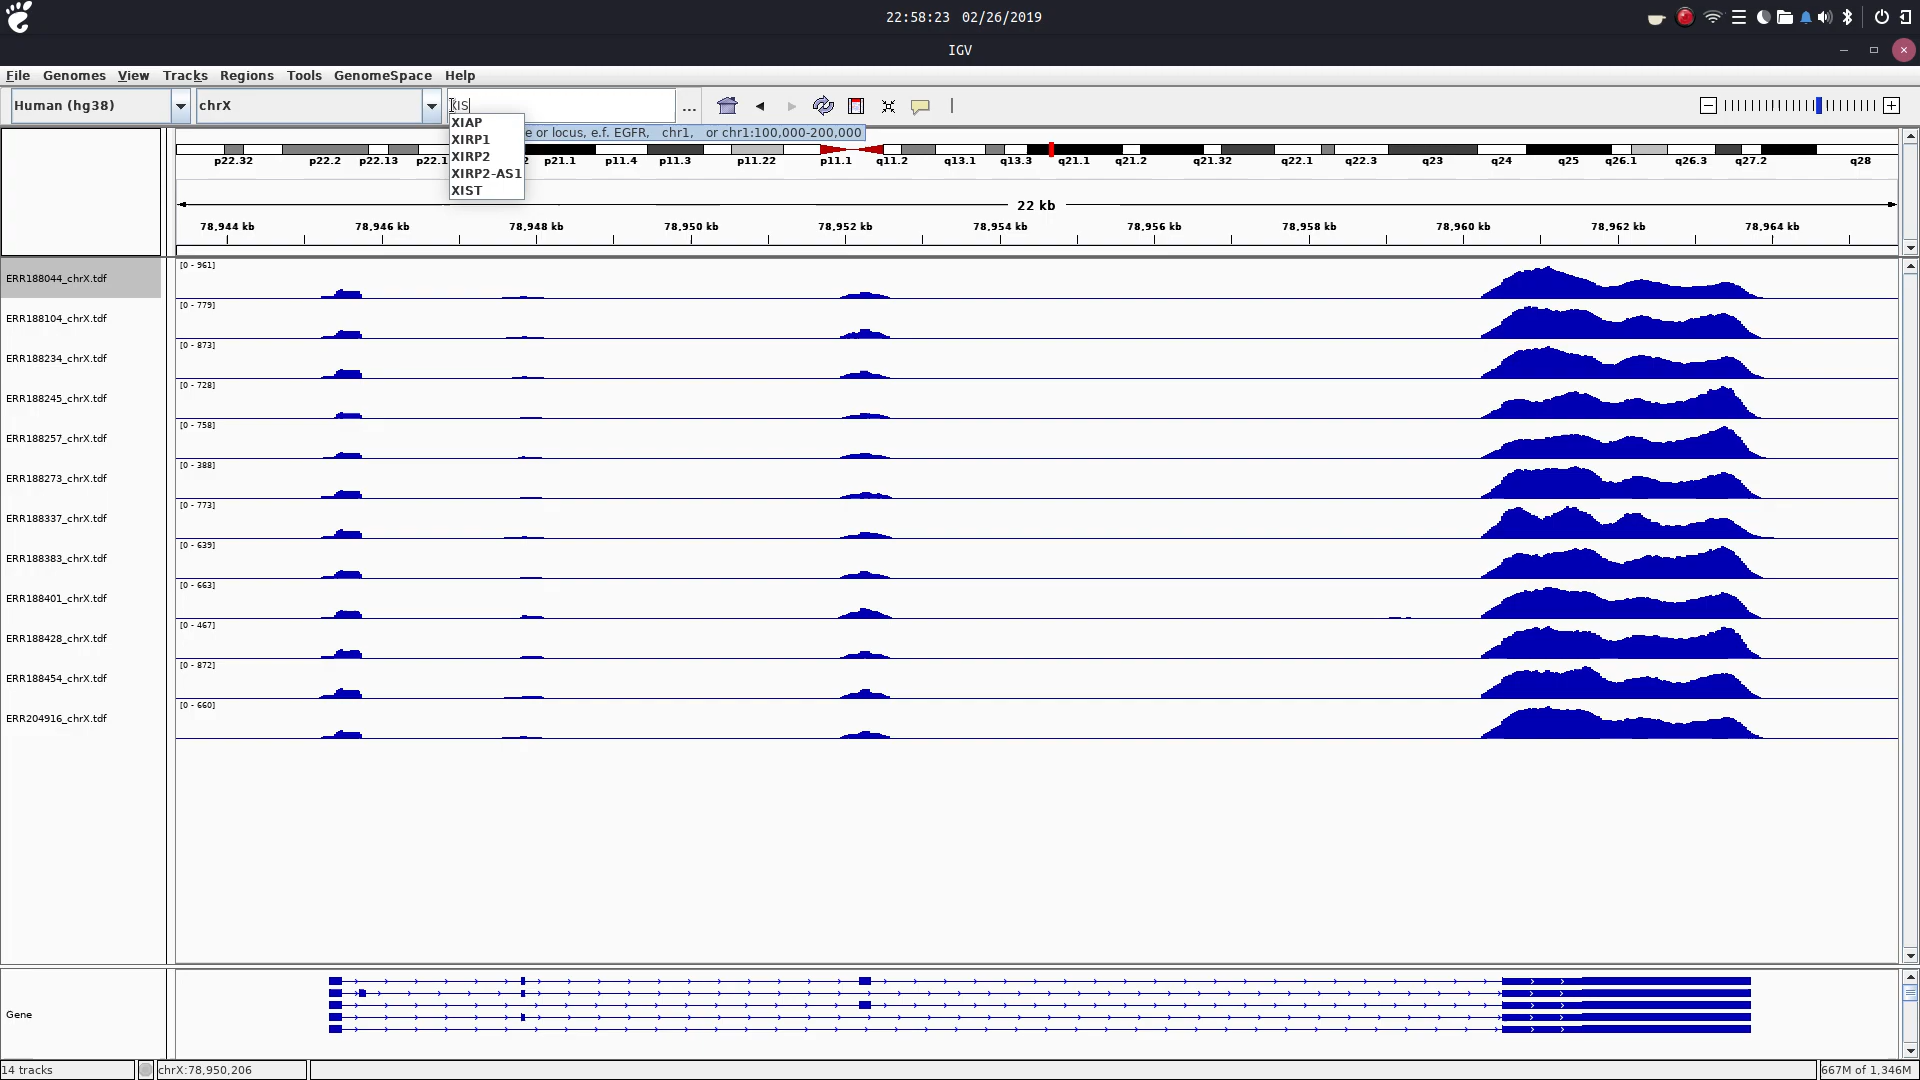 22:58:23 02/26/2019
IGV
File Genomes View Tracks Regions Tools GenomeSpace Help
Human (hg38) chrX XIS ...
XIAP
XIRP1
XIRP2
XIRP2-AS1
XIST
e or locus, e.f. EGFR, chr1, or chr1:100,000-200,000
p22.32 p22.2 p22.13 p22.1 p21.1 p11.4 p11.3 p11.22 p11.1 q11.2 q13.1 q13.3 q21.1 q21.2 q21.32 q22.1 q22.3 q23 q24 q25 q26.1 q26.3 q27.2 q28
22 kb
78,944 kb 78,946 kb 78,948 kb 78,950 kb 78,952 kb 78,954 kb 78,956 kb 78,958 kb 78,960 kb 78,962 kb 78,964 kb
ERR188044_chrX.tdf [0 - 961]
ERR188104_chrX.tdf [0 - 779]
ERR188234_chrX.tdf [0 - 873]
ERR188245_chrX.tdf [0 - 728]
ERR188257_chrX.tdf [0 - 758]
ERR188273_chrX.tdf [0 - 388]
ERR188337_chrX.tdf [0 - 773]
ERR188383_chrX.tdf [0 - 639]
ERR188401_chrX.tdf [0 - 663]
ERR188428_chrX.tdf [0 - 467]
ERR188454_chrX.tdf [0 - 872]
ERR204916_chrX.tdf [0 - 660]
Gene
14 tracks chrX:78,950,206 667M of 1,346M